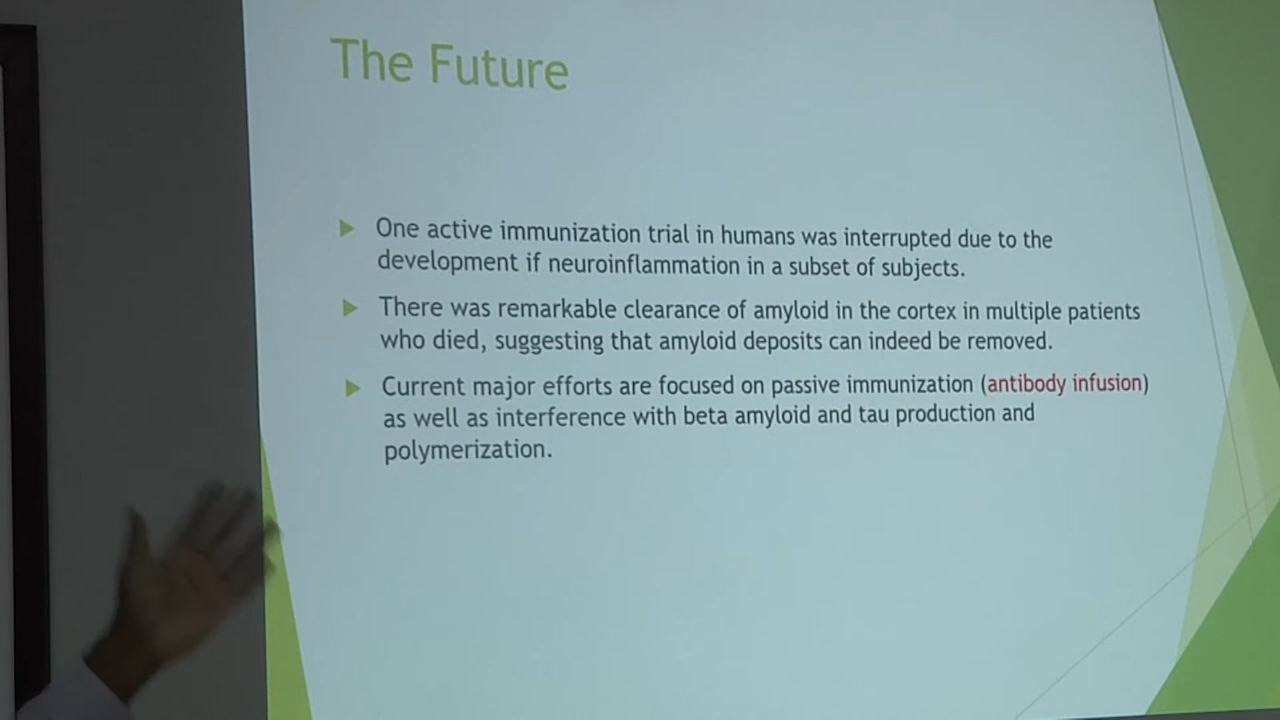 The Future
One active immunization trial in humans was interrupted due to the
development if neuroinflammation in a subset of subjects.
There was remarkable clearance of amyloid in the cortex in multiple patients
who died, suggesting that amyloid deposits can indeed be removed.
Current major efforts are focused on passive immunization (antibody infusion)
as well as interference with beta amyloid and tau production and
polymerization.